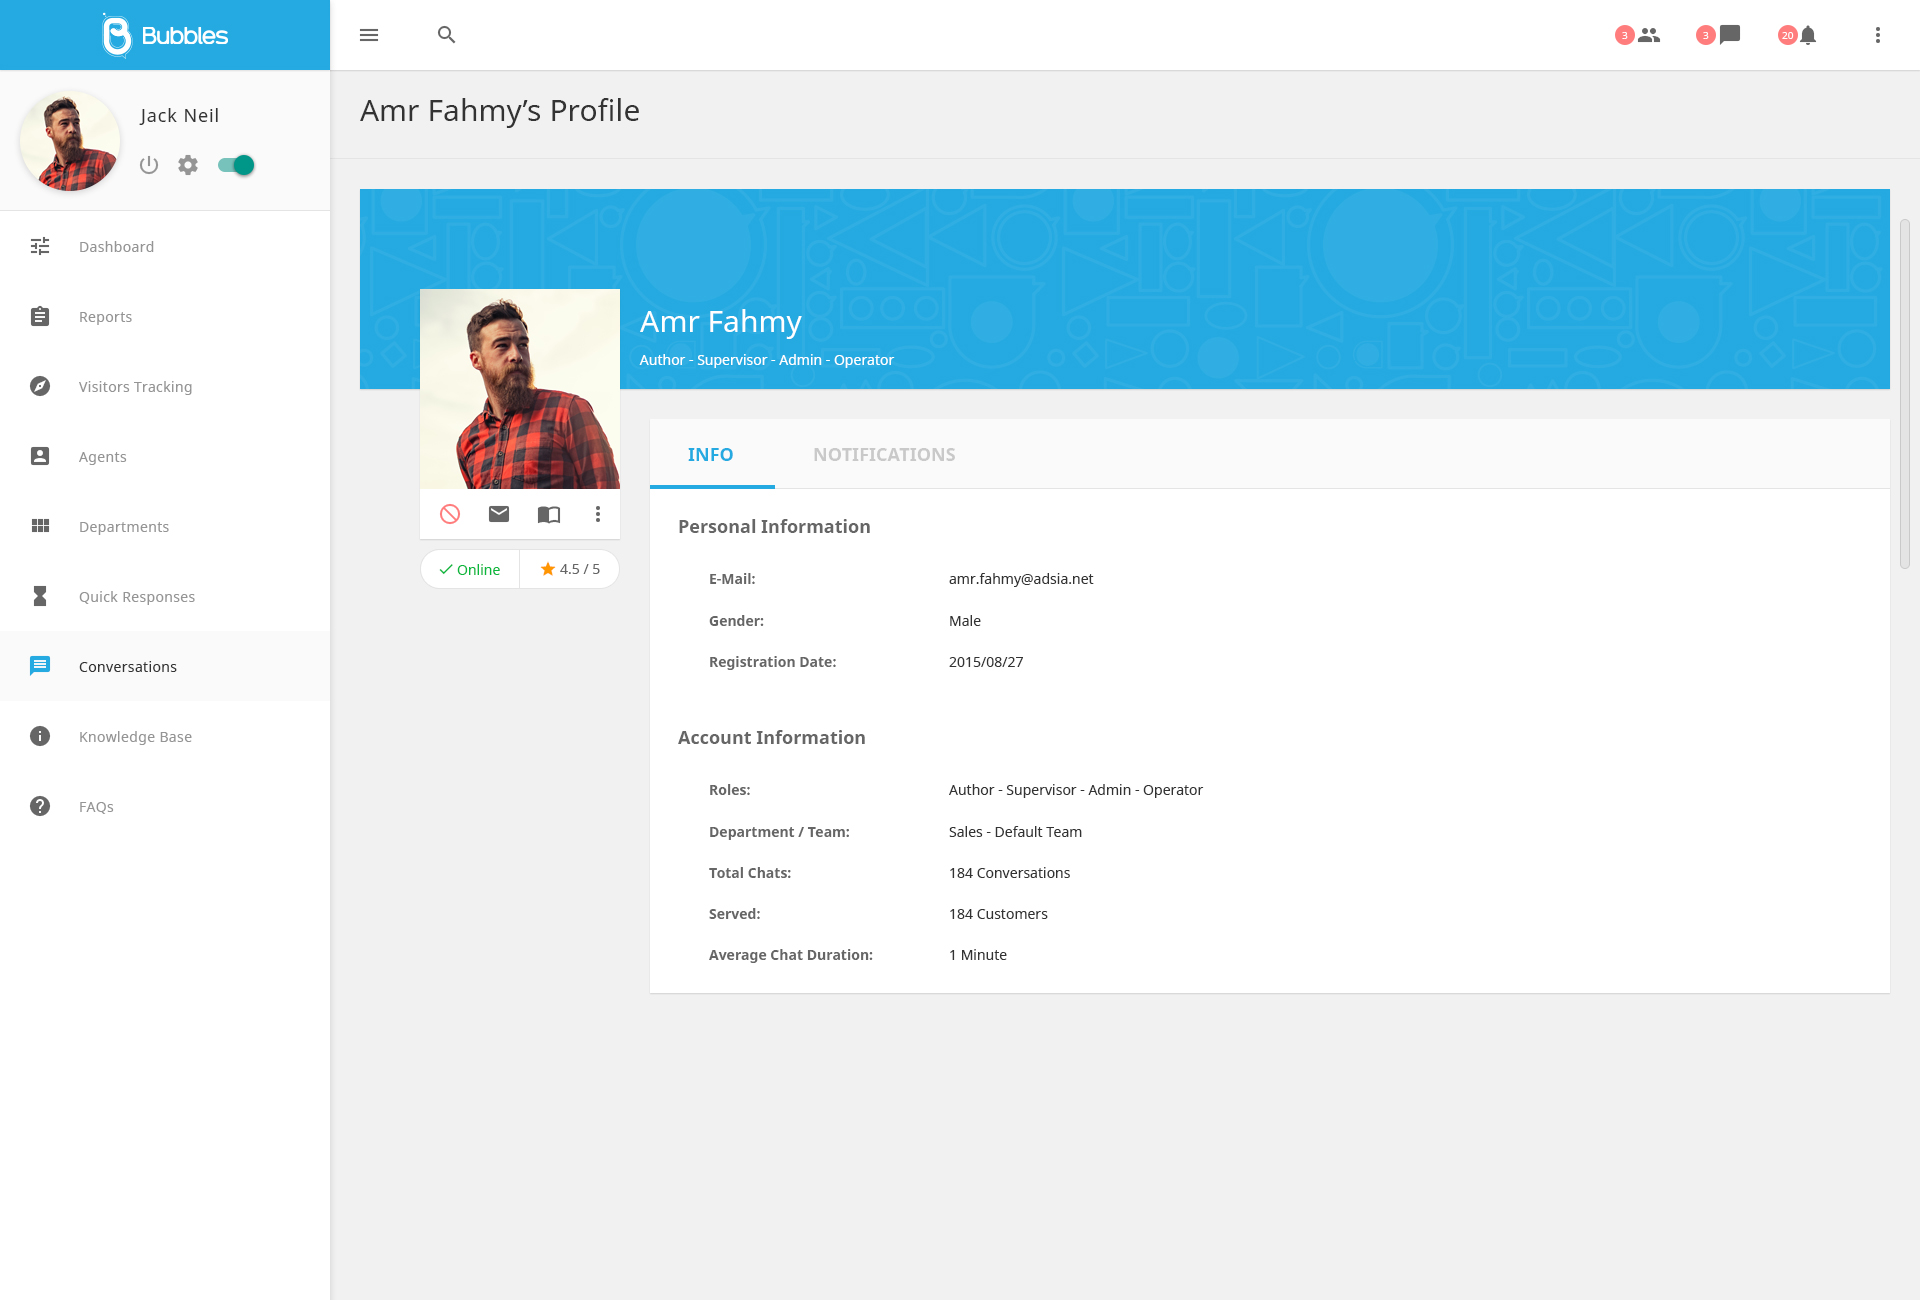 Bubbles
3
3
20
Jack Neil
Dashboard
Reports
Visitors Tracking
Agents
Departments
Quick Responses
Conversations
Knowledge Base
FAQs
Amr Fahmy’s Profile
Amr Fahmy
Author - Supervisor - Admin - Operator
Online
4.5 / 5
INFO
NOTIFICATIONS
Personal Information
E-Mail: amr.fahmy@adsia.net
Gender: Male
Registration Date: 2015/08/27
Account Information
Roles: Author - Supervisor - Admin - Operator
Department / Team: Sales - Default Team
Total Chats: 184 Conversations
Served: 184 Customers
Average Chat Duration: 1 Minute